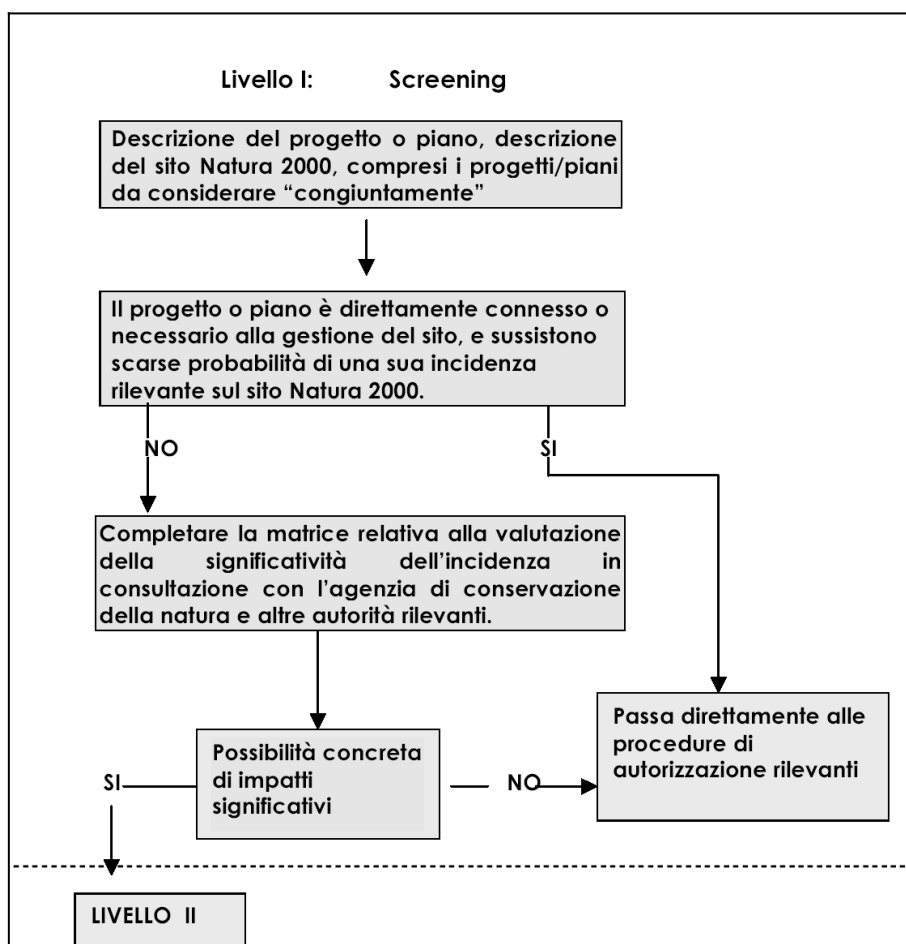 Livello I: Screening
Descrizione del progetto o piano, descrizione
del sito Natura 2000, compresi i progetti/piani
da considerare “congiuntamente”
Il progetto o piano è direttamente connesso o
necessario alla gestione del sito, e sussistono
scarse probabilità di una sua incidenza
rilevante sul sito Natura 2000.
NO
SI
Completare la matrice relativa alla valutazione
della significatività dell’incidenza in
consultazione con l’agenzia di conservazione
della natura e altre autorità rilevanti.
Possibilità concreta
di impatti
significativi
SI
NO
Passa direttamente alle
procedure di
autorizzazione rilevanti
LIVELLO II